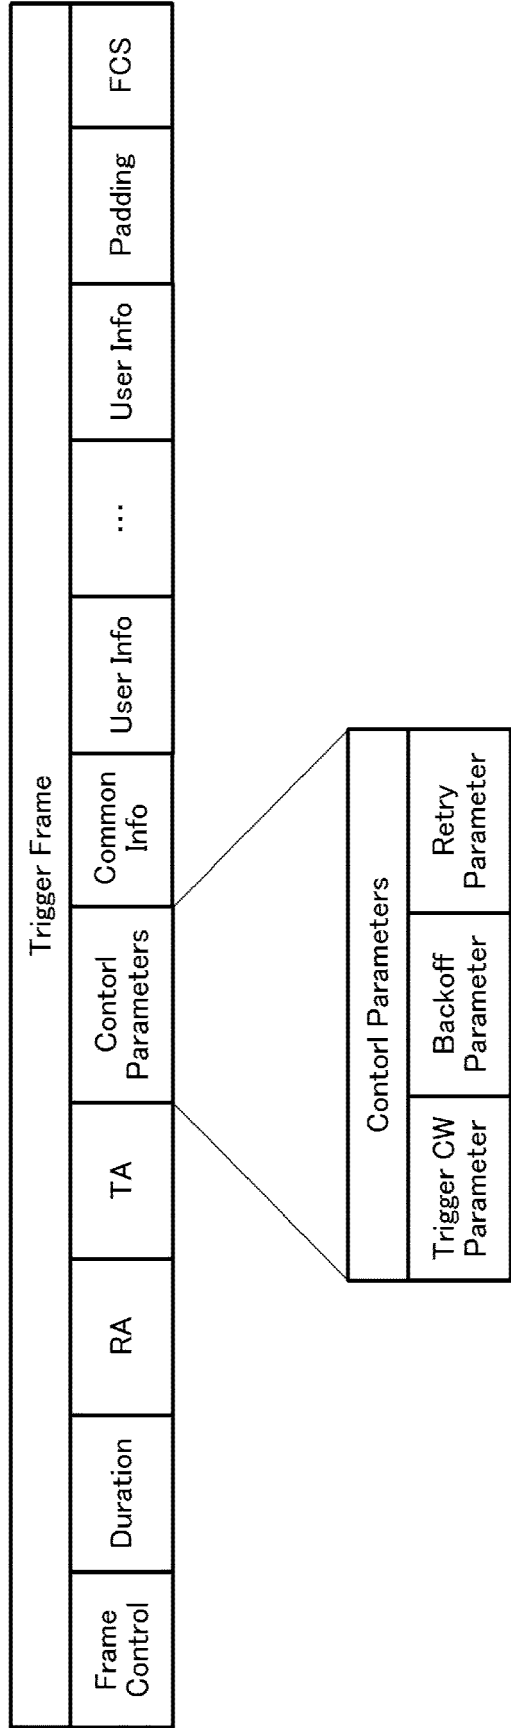 Trigger Frame
Frame
Control
Duration
RA
TA
Contorl
Parameters
Common
Info
User Info
...
User Info
Padding
FCS
Contorl Parameters
Trigger CW
Parameter
Backoff
Parameter
Retry
Parameter